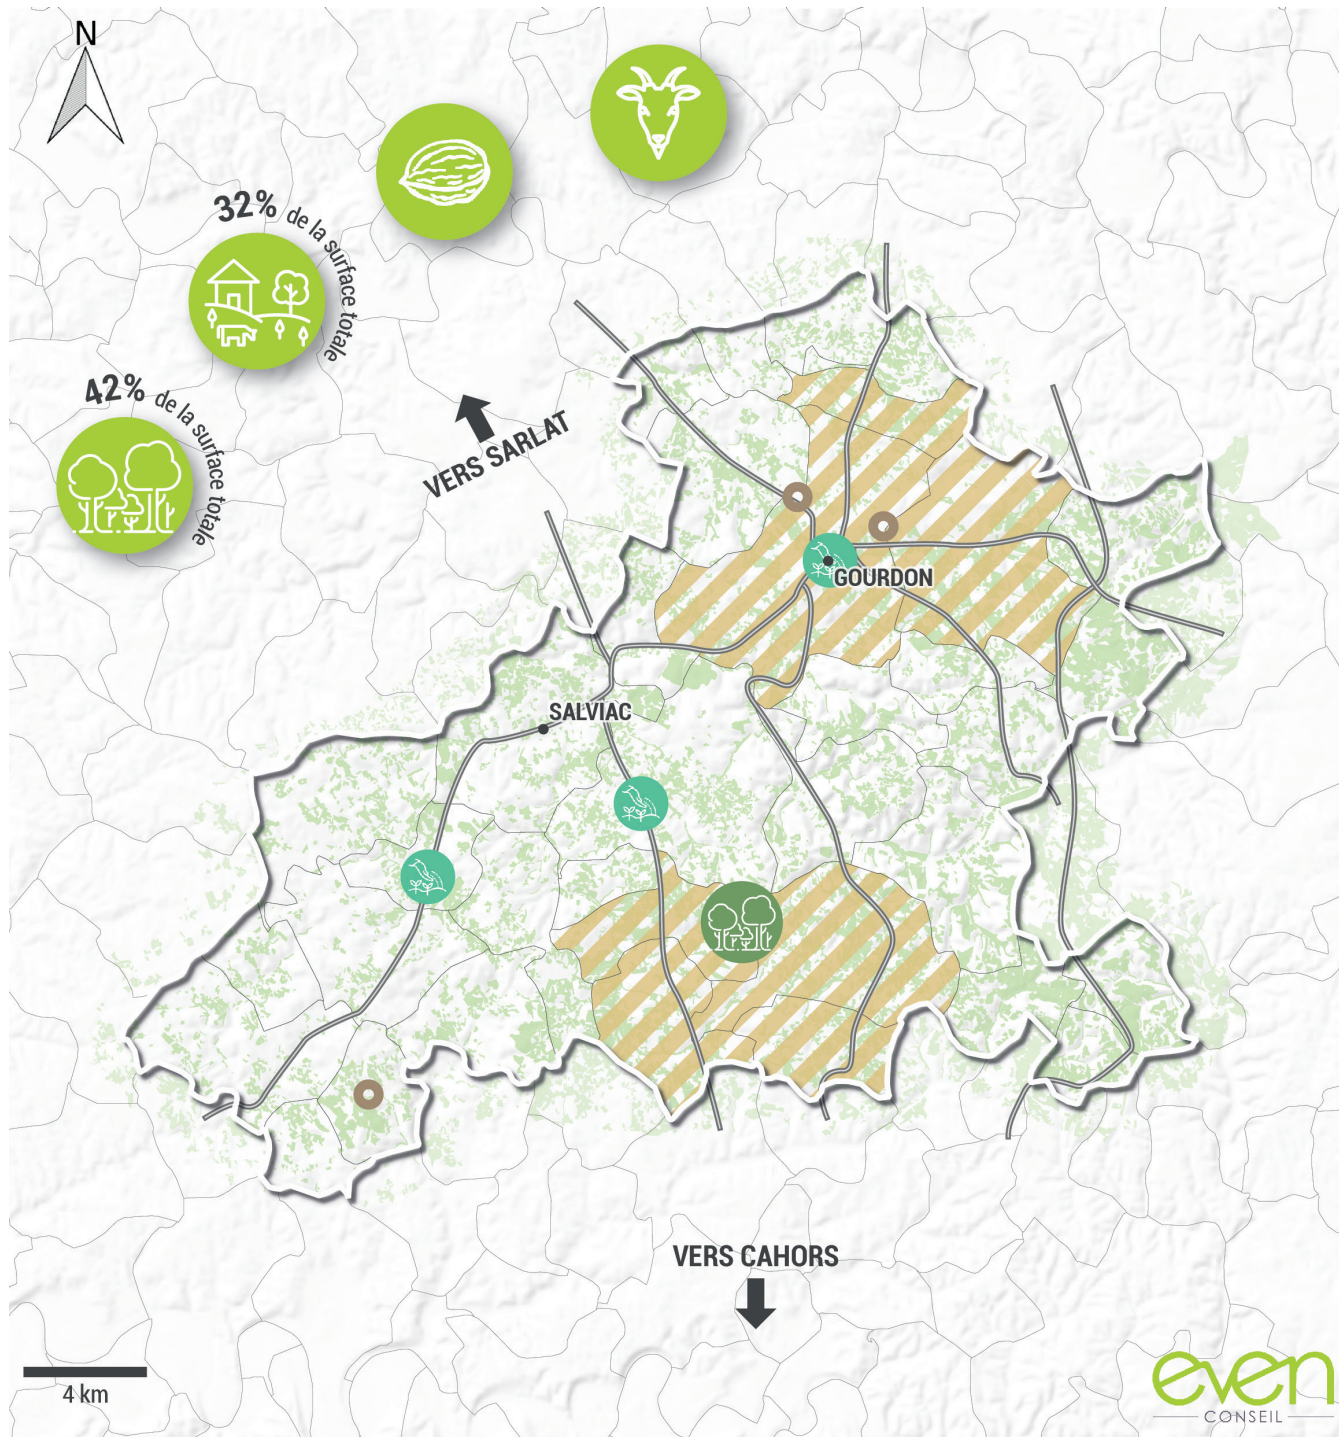 N
32% de la surface totale
42% de la surface totale
VERS SARLAT
GOURDON
SALVIAC
VERS CAHORS
4 km
even
CONSEIL